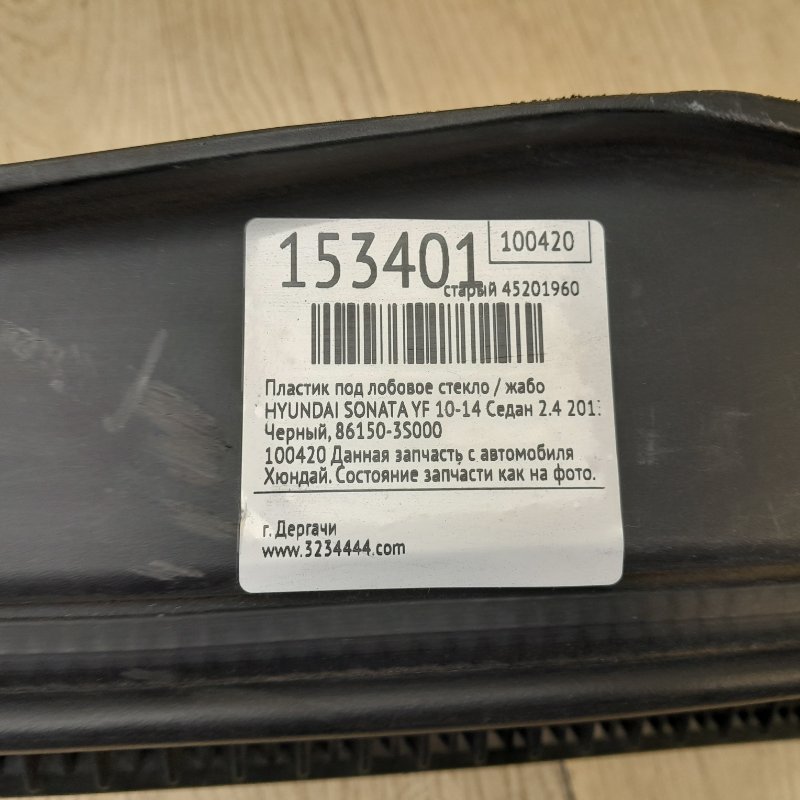 153401
100420
старый 45201960
Пластик под лобовое стекло / жабо
HYUNDAI SONATA YF 10-14 Седан 2.4
Черный, 86150-3S000
100420 Данная запчасть с автомобиля
Хюндай. Состояние запчасти как на фото.
г. Дергачи
www.3234444.com